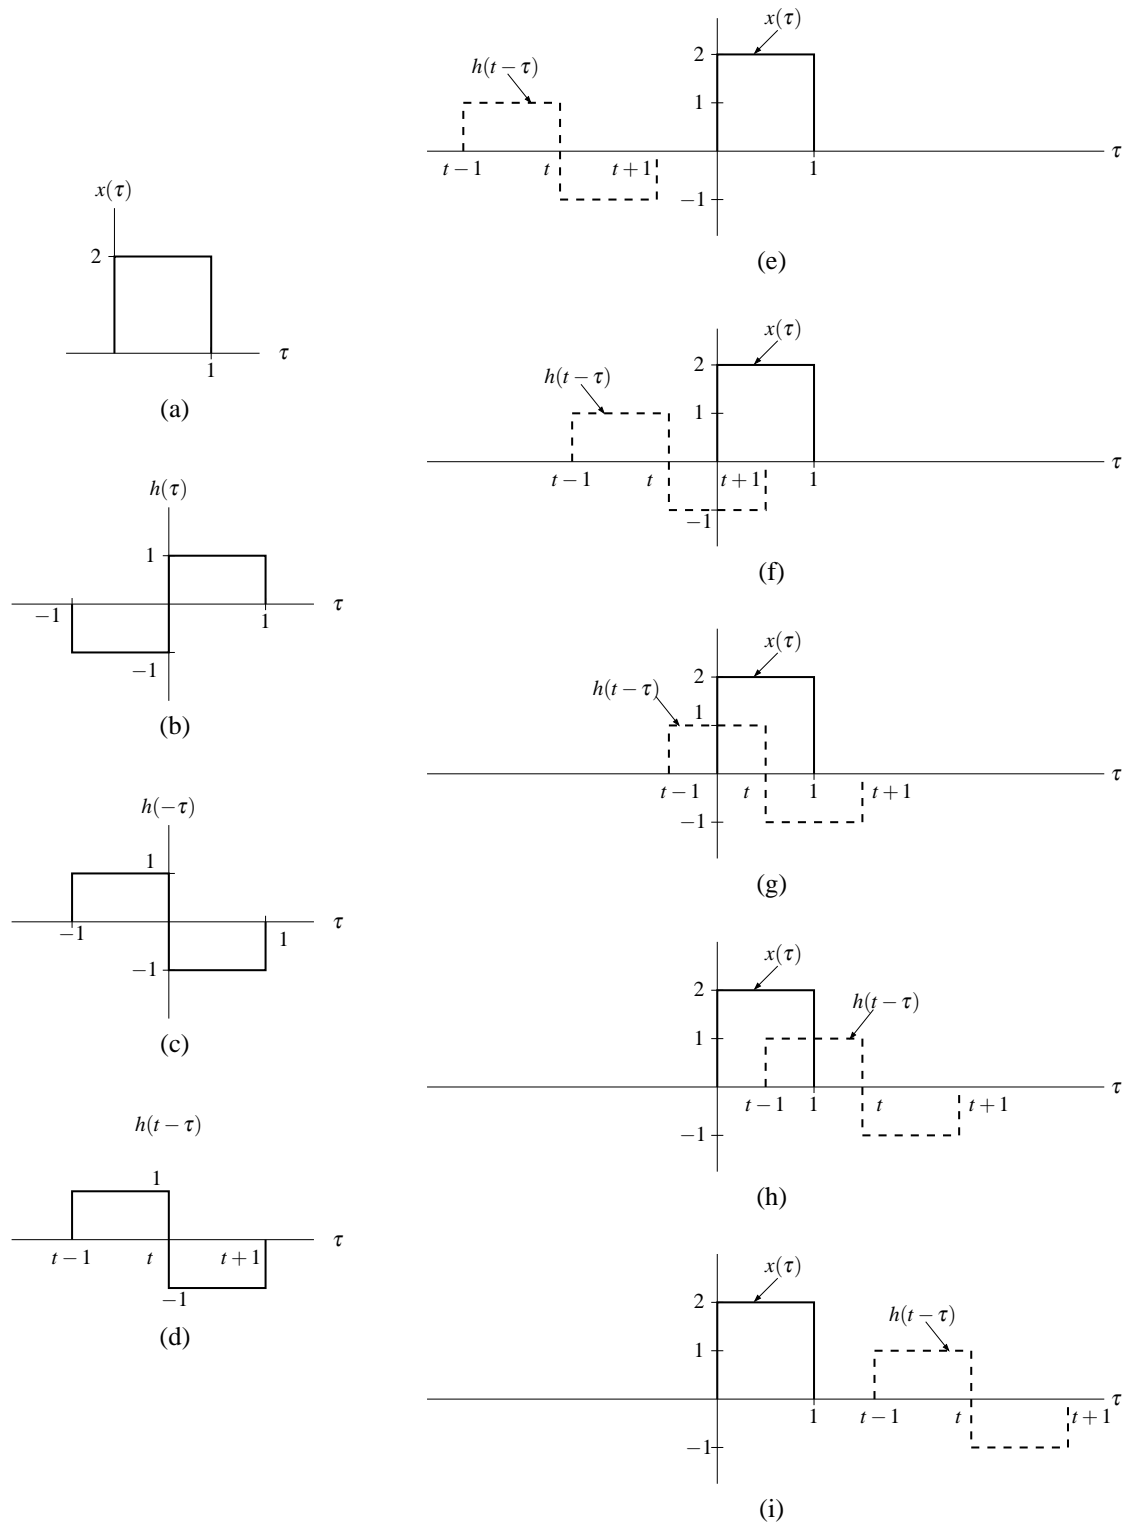 x(τ)
2
1
τ
(a)
h(τ)
1
−1
1
τ
−1
(b)
h(−τ)
1
−1
1
τ
−1
(c)
h(t−τ)
1
t−1
t
t+1
τ
−1
(d)
x(τ)
2
h(t−τ)
1
τ
t−1
t
t+1
1
−1
(e)
x(τ)
2
h(t−τ)
1
τ
t−1
t
t+1
1
−1
(f)
x(τ)
2
h(t−τ)
1
τ
t−1
t
1
t+1
−1
(g)
x(τ)
2
h(t−τ)
1
τ
t−1
1
t
t+1
−1
(h)
x(τ)
2
h(t−τ)
1
τ
1
t−1
t
t+1
−1
(i)